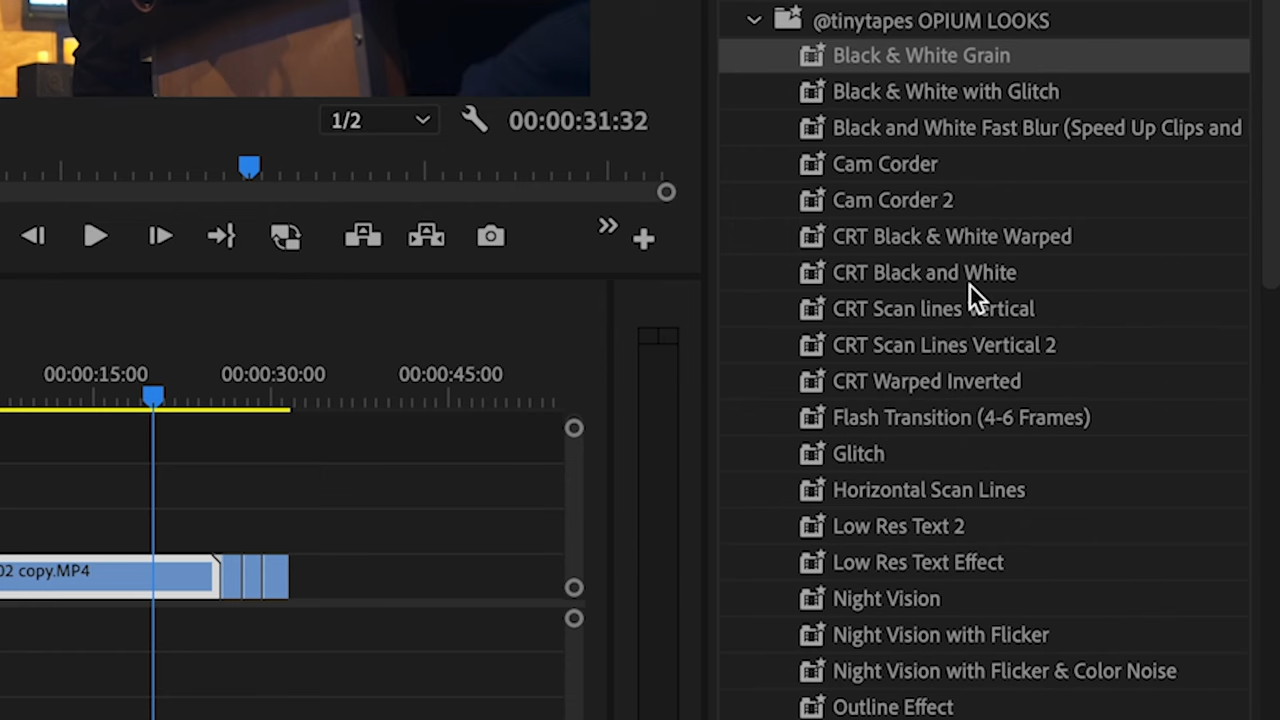 @tinytapes OPIUM LOOKS
Black & White Grain
Black & White with Glitch
Black and White Fast Blur (Speed Up Clips and
Cam Corder
Cam Corder 2
CRT Black & White Warped
CRT Black and White
CRT Scan lines Vertical
CRT Scan Lines Vertical 2
CRT Warped Inverted
Flash Transition (4-6 Frames)
Glitch
Horizontal Scan Lines
Low Res Text 2
Low Res Text Effect
Night Vision
Night Vision with Flicker
Night Vision with Flicker & Color Noise
Outline Effect
1/2
00:00:31:32
00:00:15:00
00:00:30:00
00:00:45:00
02 copy.MP4